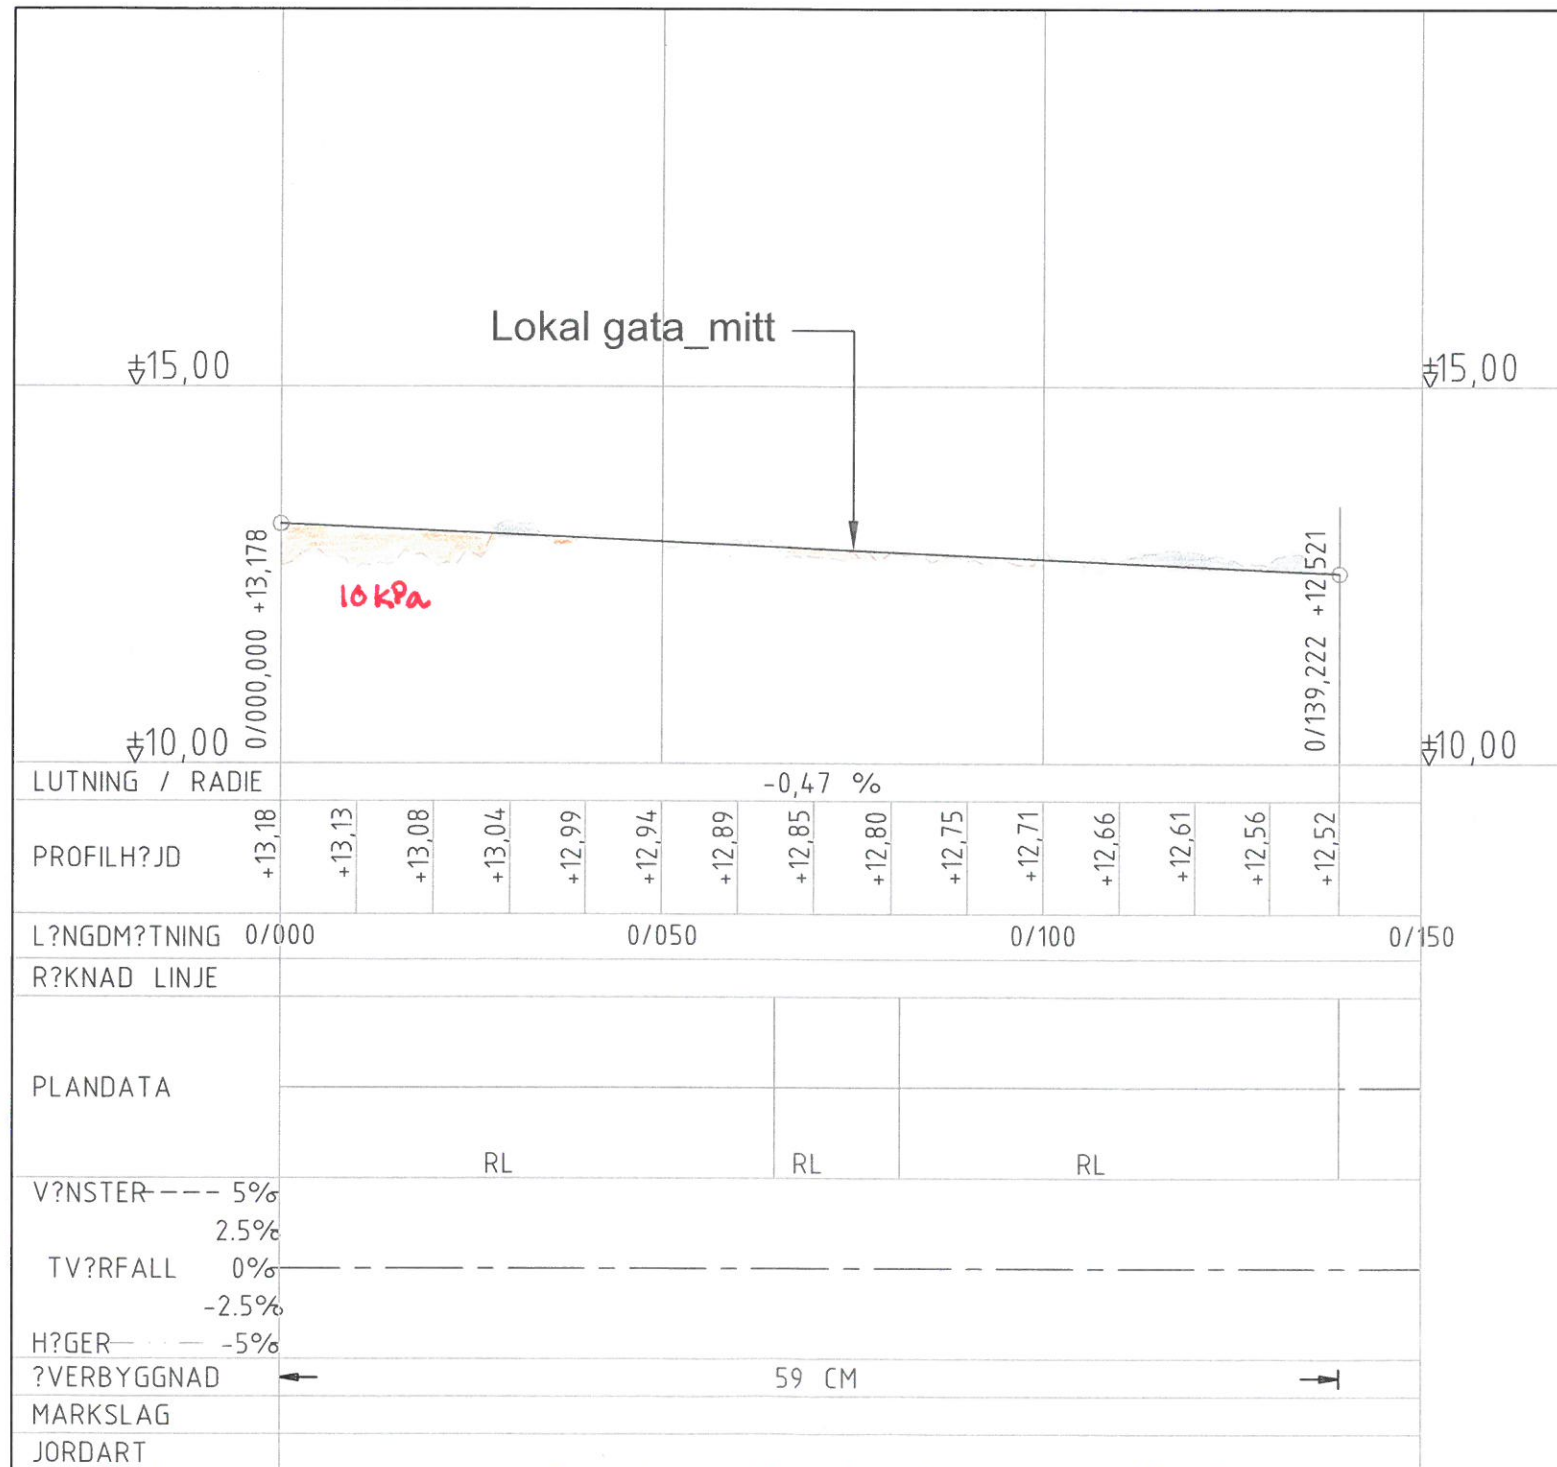 Lokal gata_mitt
±15,00
±15,00
0/000,000 +13,178
10 kPa
0/139,222 +12,521
±10,00
±10,00
LUTNING / RADIE -0,47 %
PROFILH?JD +13,18 +13,13 +13,08 +13,04 +12,99 +12,94 +12,89 +12,85 +12,80 +12,75 +12,71 +12,66 +12,61 +12,56 +12,52
L?NGDM?TNING 0/000 0/050 0/100 0/150
R?KNAD LINJE
PLANDATA
RL RL RL
V?NSTER 5%
2.5%
TV?RFALL 0%
-2.5%
H?GER -5%
?VERBYGGNAD 59 CM
MARKSLAG
JORDART